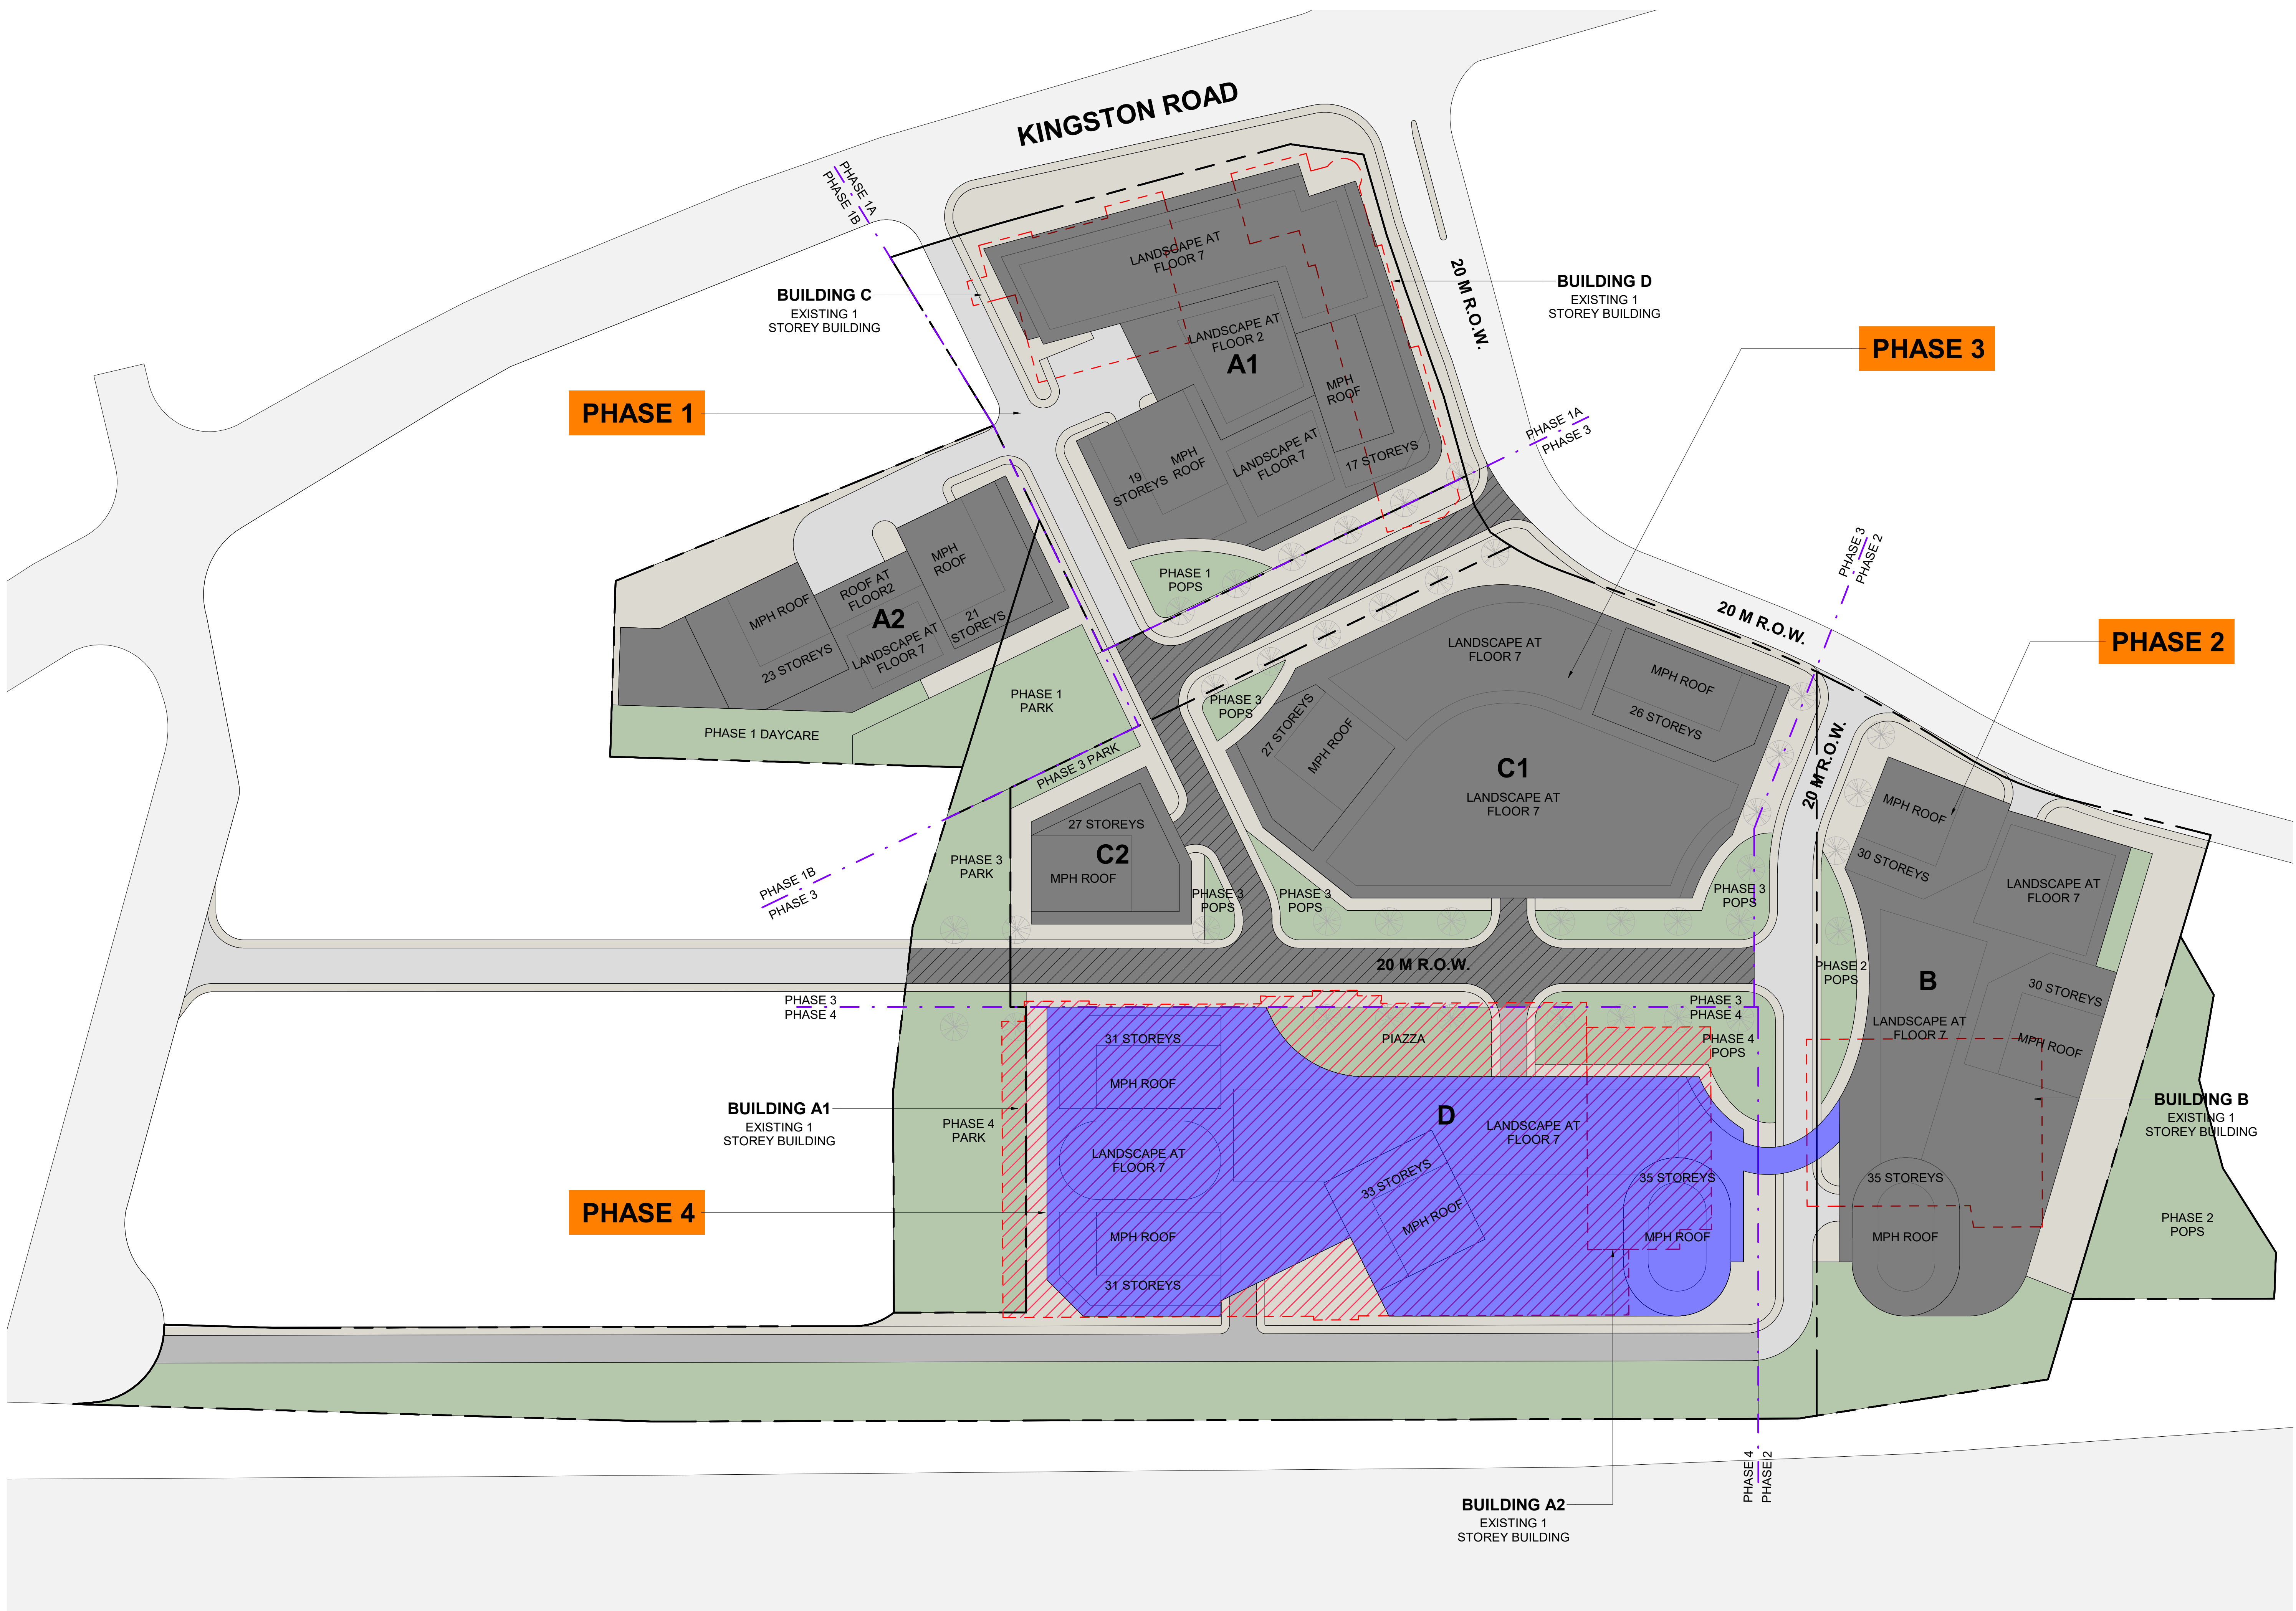 KINGSTON ROAD
PHASE 1A
PHASE 1B
BUILDING C
EXISTING 1
STOREY BUILDING
LANDSCAPE AT
FLOOR 7
20 M R.O.W.
BUILDING D
EXISTING 1
STOREY BUILDING
LANDSCAPE AT
FLOOR 2
A1
MPH
ROOF
PHASE 3
PHASE 1
19
STOREYS
MPH
ROOF
LANDSCAPE AT
FLOOR 7
17 STOREYS
PHASE 1A
PHASE 3
PHASE 1
POPS
PHASE 3
PHASE 2
MPH
ROOF
ROOF AT
FLOOR2
MPH ROOF
A2
21
STOREYS
23 STOREYS
LANDSCAPE AT
FLOOR 7
20 M R.O.W.
PHASE 2
LANDSCAPE AT
FLOOR 7
MPH ROOF
26 STOREYS
PHASE 1
PARK
PHASE 3
POPS
27 STOREYS
MPH ROOF
PHASE 1 DAYCARE
PHASE 3 PARK
C1
LANDSCAPE AT
FLOOR 7
20 M R.O.W.
MPH ROOF
30 STOREYS
LANDSCAPE AT
FLOOR 7
27 STOREYS
C2
MPH ROOF
PHASE 3
PARK
PHASE 1B
PHASE 3
PHASE 3
POPS
PHASE 3
POPS
PHASE 3
POPS
20 M R.O.W.
PHASE 2
POPS
B
30 STOREYS
LANDSCAPE AT
FLOOR 7
MPH ROOF
PHASE 3
PHASE 4
PHASE 3
PHASE 4
31 STOREYS
PIAZZA
PHASE 4
POPS
MPH ROOF
BUILDING A1
EXISTING 1
STOREY BUILDING
PHASE 4
PARK
D
LANDSCAPE AT
FLOOR 7
BUILDING B
EXISTING 1
STOREY BUILDING
LANDSCAPE AT
FLOOR 7
33 STOREYS
MPH ROOF
35 STOREYS
MPH ROOF
35 STOREYS
MPH ROOF
PHASE 4
MPH ROOF
31 STOREYS
PHASE 2
POPS
PHASE 4
PHASE 2
BUILDING A2
EXISTING 1
STOREY BUILDING